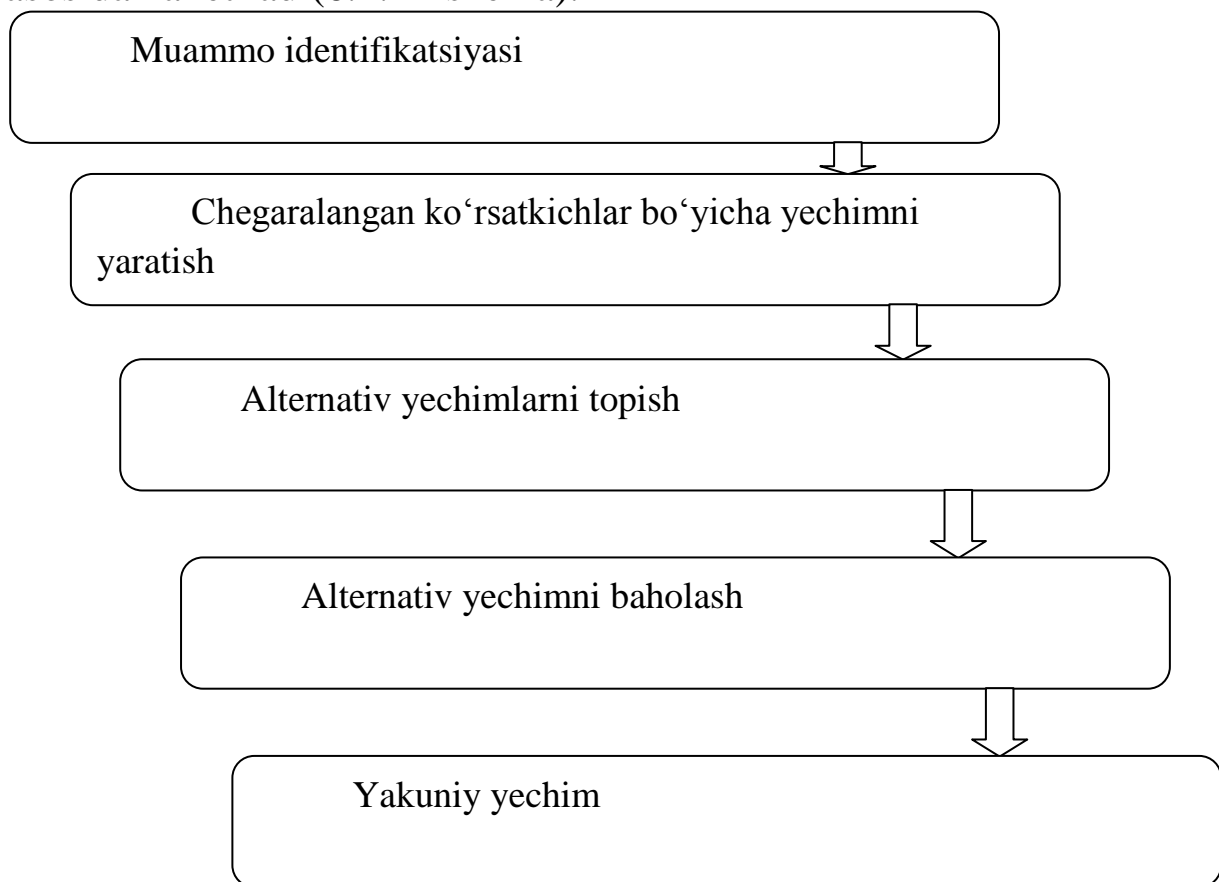 Muammo identifikatsiyasi
Chegaralangan ko‘rsatkichlar bo‘yicha yechimni
yaratish
Alternativ yechimlarni topish
Alternativ yechimni baholash
Yakuniy yechim